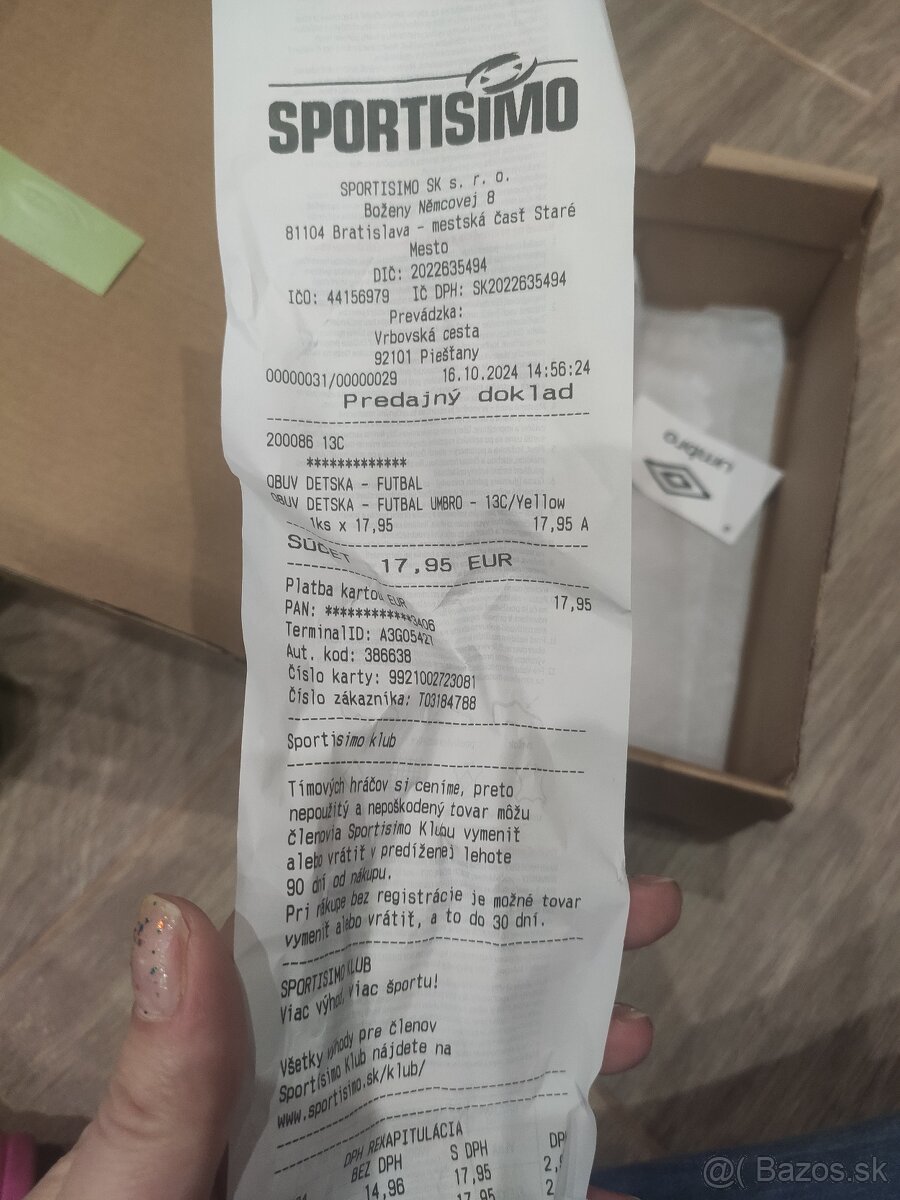 SPORTISIMO
SPORTISIMO SK s. r. o.
Boženy Němcovej 8
81104 Bratislava - mestská časť Staré
Mesto
DIČ: 2022635494
IČO: 44156979 IČ DPH: SK2022635494
Prevádzka:
Vrbovská cesta
92101 Piešťany
00000031/00000029 16.10.2024 14:56:24
Predajný doklad
200086 13C
*************
OBUV DETSKA - FUTBAL
OBUV DETSKA - FUTBAL UMBRO - 13C/Yellow
1ks x 17,95 17,95 A
SÚČET 17,95 EUR
Platba kartou EUR 17,95
PAN: ************3406
TerminalID: A3G05427
Aut. kod: 386638
Číslo karty: 9921002723081
Číslo zákazníka: T03184788
Sportisimo klub
Tímových hráčov si ceníme, preto
nepoužitý a nepoškodený tovar môžu
členovia Sportisimo Klubu vymeniť
alebo vrátiť v predĺženej lehote
90 dní od nákupu.
Pri nákupe bez registrácie je možné tovar
vymeniť alebo vrátiť, a to do 30 dní.
SPORTISIMO KLUB
Viac výhod, viac športu!
Všetky výhody pre členov
Sportisimo Klub nájdete na
www.sportisimo.sk/klub/
DPH REKAPITULÁCIA
BEZ DPH S DPH
14,96 17,95
17,95
umbro
@( Bazos.sk